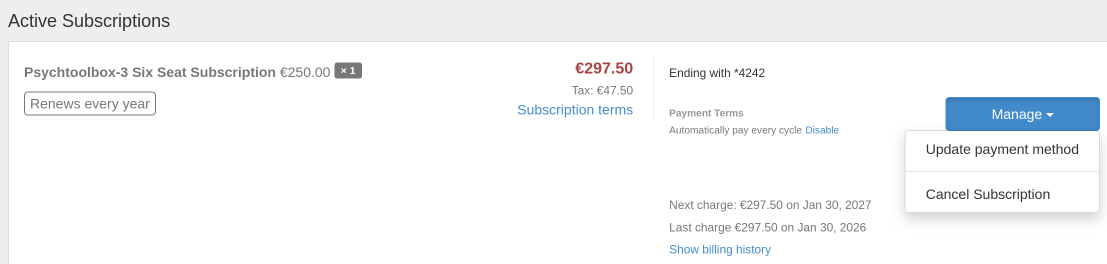 Active Subscriptions
Psychtoolbox-3 Six Seat Subscription €250.00 × 1
Renews every year
€297.50
Tax: €47.50
Subscription terms
Ending with *4242
Payment Terms
Automatically pay every cycle Disable
Next charge: €297.50 on Jan 30, 2027
Last charge €297.50 on Jan 30, 2026
Show billing history
Manage
Update payment method
Cancel Subscription